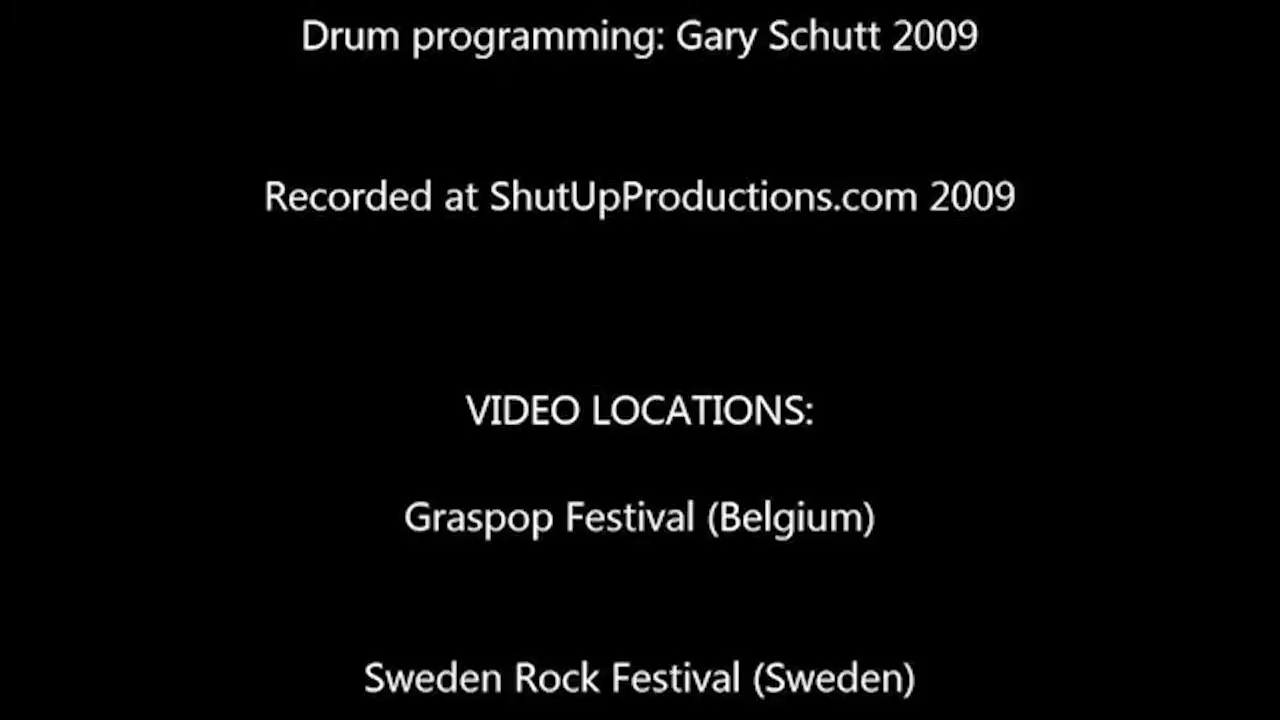 Drum programming: Gary Schutt 2009
Recorded at ShutUpProductions.com 2009
VIDEO LOCATIONS:
Graspop Festival (Belgium)
Sweden Rock Festival (Sweden)